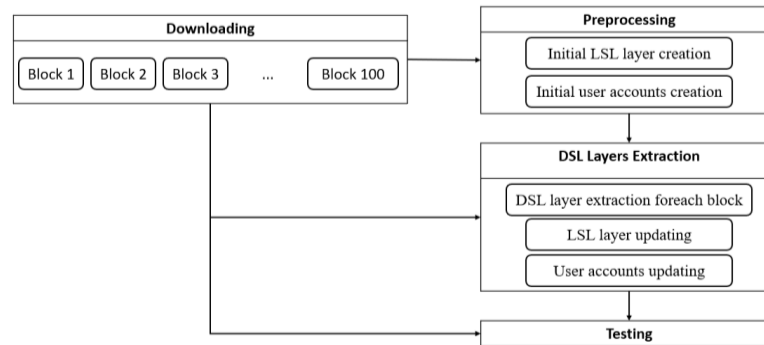 Downloading
Block 1 Block 2 Block 3 ... Block 100
Preprocessing
Initial LSL layer creation
Initial user accounts creation
DSL Layers Extraction
DSL layer extraction foreach block
LSL layer updating
User accounts updating
Testing